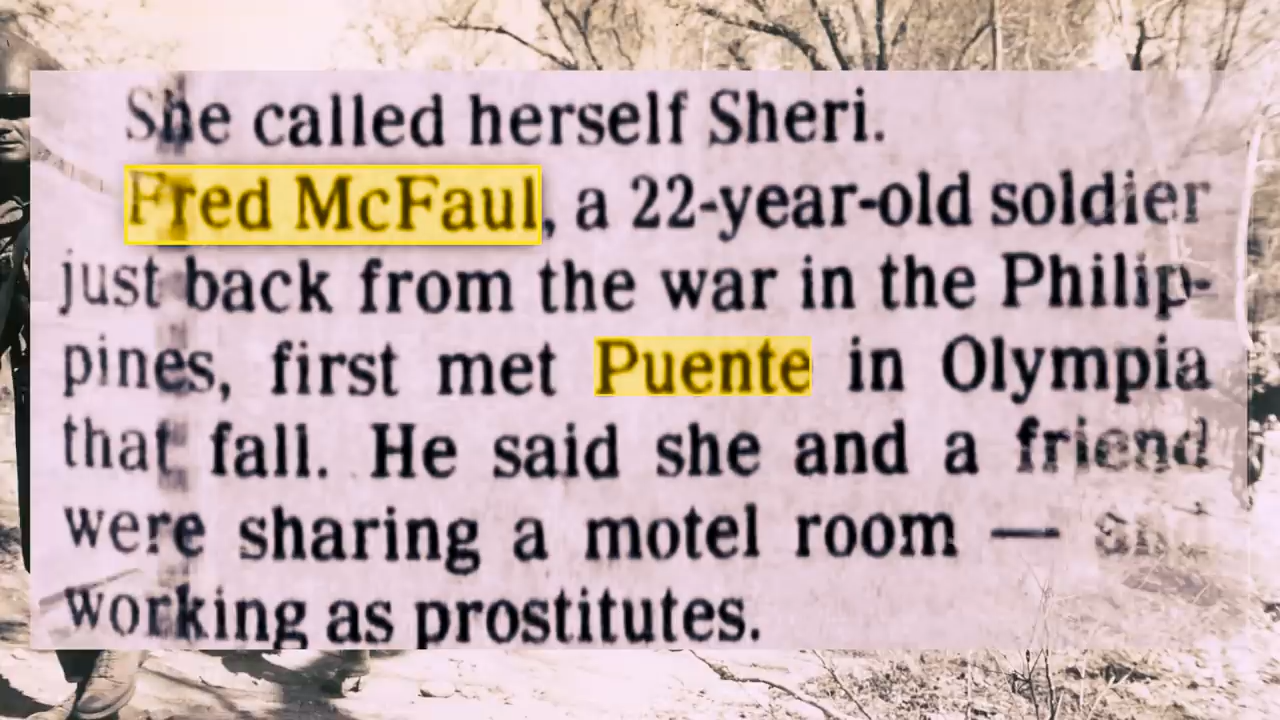 She called herself Sheri.
Fred McFaul, a 22-year-old soldier
just back from the war in the Philip-
pines, first met Puente in Olympia
that fall. He said she and a friend
were sharing a motel room —
working as prostitutes.